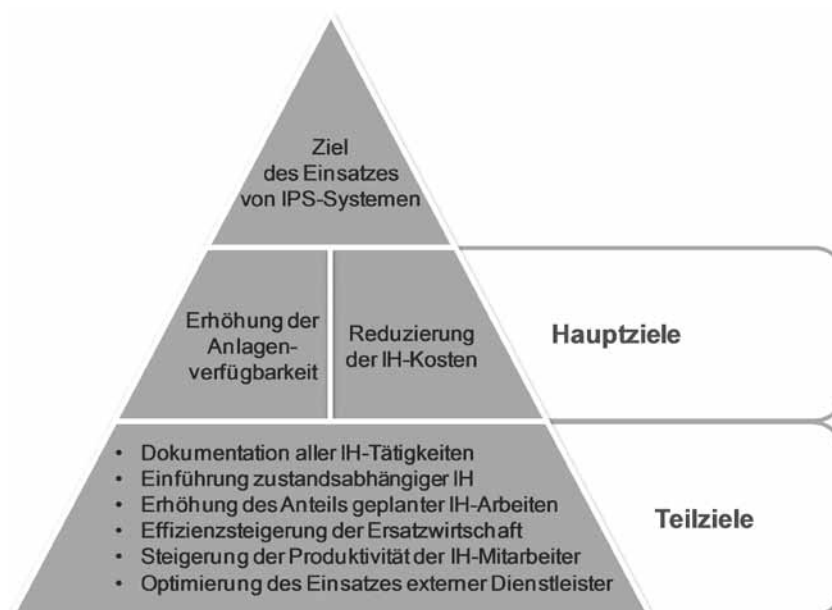 Ziel
des Einsatzes
von IPS-Systemen
Erhöhung der
Anlagen-
verfügbarkeit
Reduzierung
der IH-Kosten
Hauptziele
• Dokumentation aller IH-Tätigkeiten
• Einführung zustandsabhängiger IH
• Erhöhung des Anteils geplanter IH-Arbeiten
• Effizienzsteigerung der Ersatzwirtschaft
• Steigerung der Produktivität der IH-Mitarbeiter
• Optimierung des Einsatzes externer Dienstleister
Teilziele